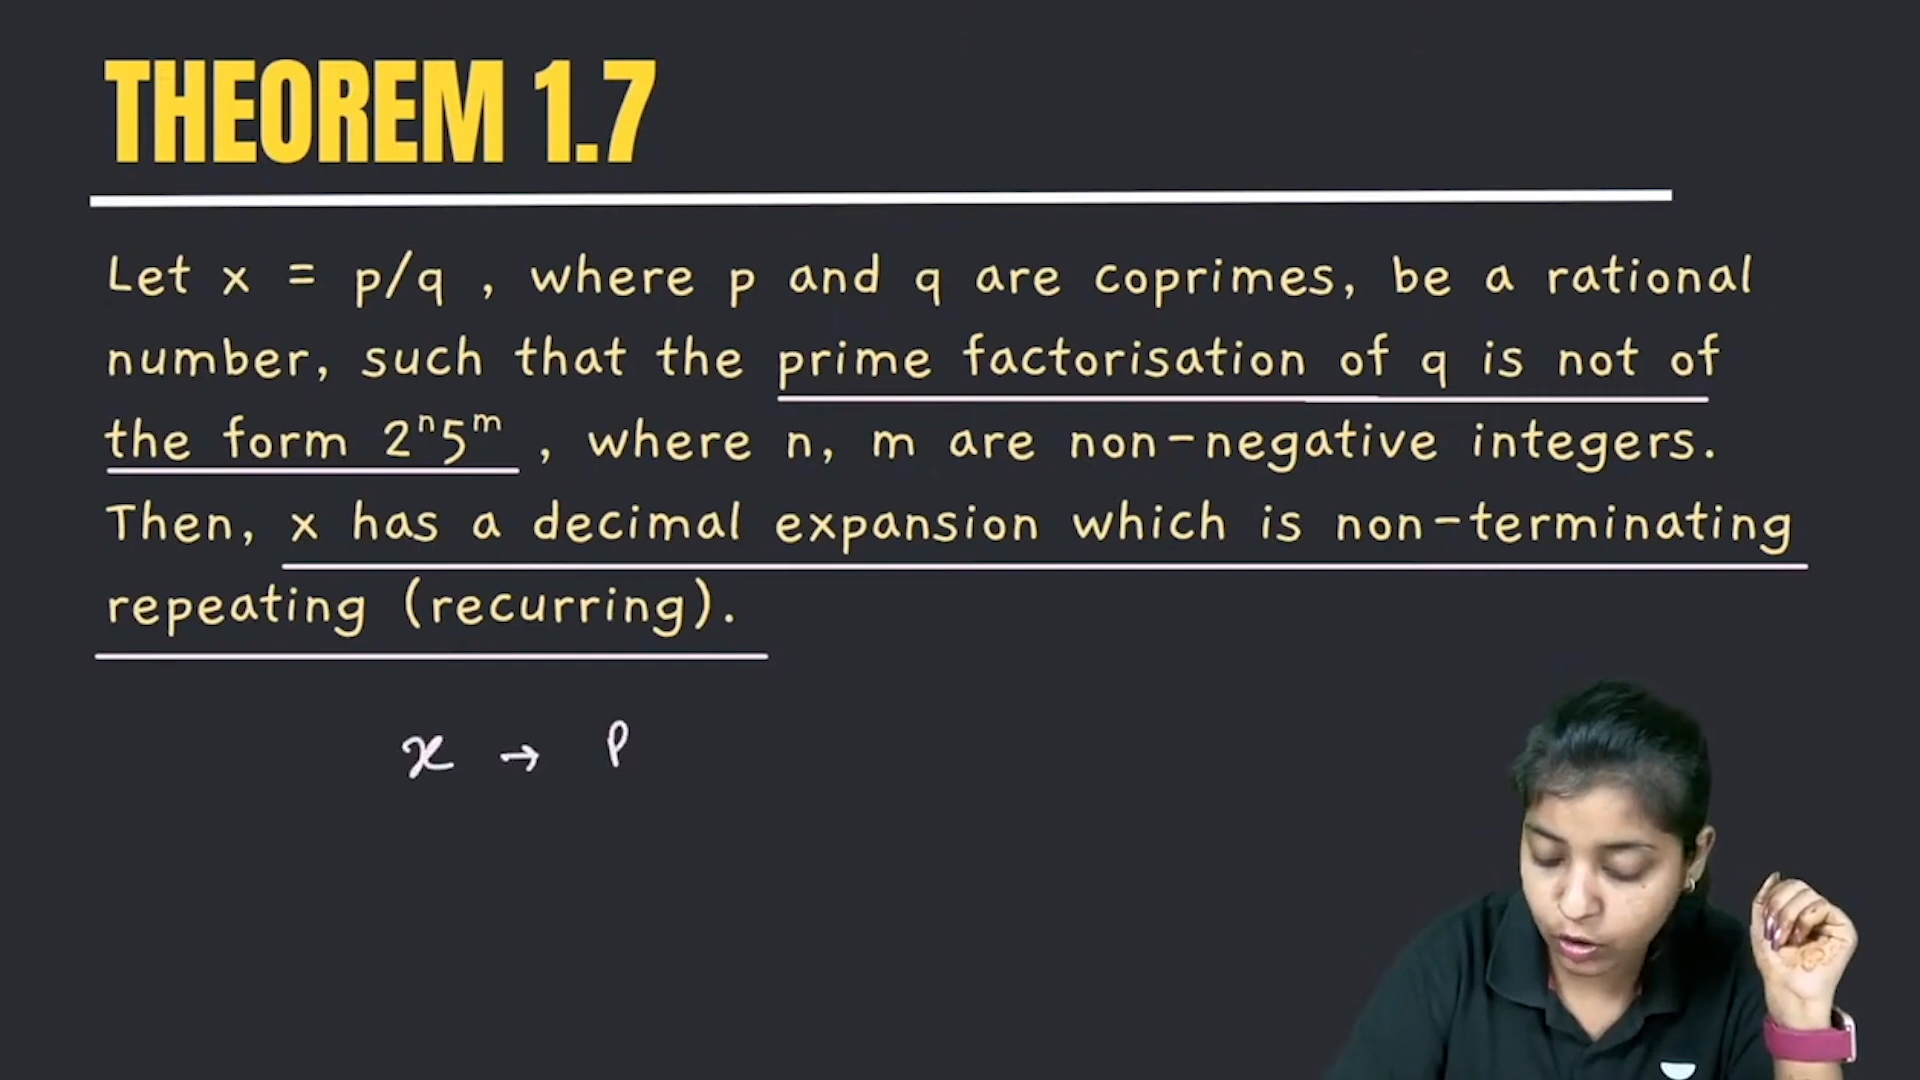 THEOREM 1.7
Let x = p/q , where p and q are coprimes, be a rational
number, such that the prime factorisation of q is not of
the form 2ⁿ5ᵐ , where n, m are non-negative integers.
Then, x has a decimal expansion which is non-terminating
repeating (recurring).
x → p